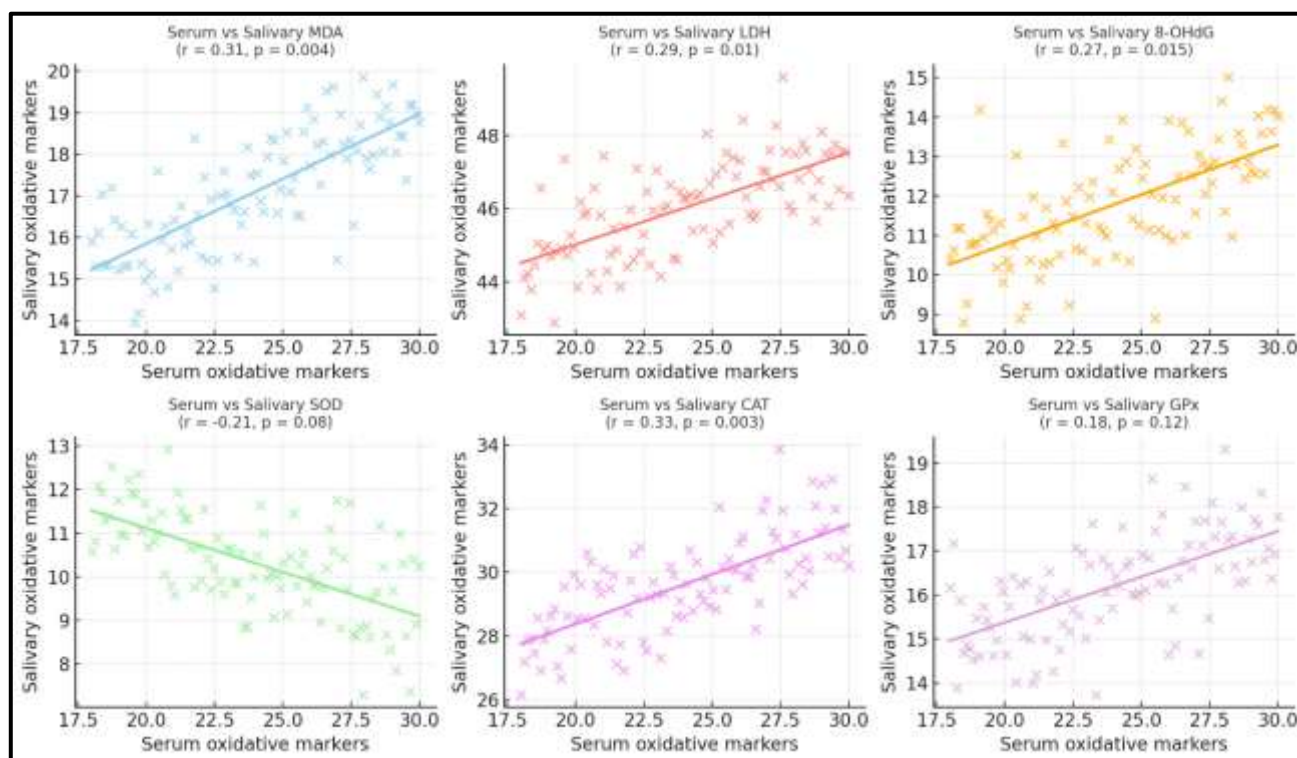 Serum vs Salivary MDA
(r = 0.31, p = 0.004)
20
19
18
17
16
15
14
Salivary oxidative markers
17.5 20.0 22.5 25.0 27.5 30.0
Serum oxidative markers
Serum vs Salivary LDH
(r = 0.29, p = 0.01)
48
46
44
Salivary oxidative markers
17.5 20.0 22.5 25.0 27.5 30.0
Serum oxidative markers
Serum vs Salivary 8-OHdG
(r = 0.27, p = 0.015)
15
14
13
12
11
10
9
Salivary oxidative markers
17.5 20.0 22.5 25.0 27.5 30.0
Serum oxidative markers
Serum vs Salivary SOD
(r = -0.21, p = 0.08)
13
12
11
10
9
8
Salivary oxidative markers
17.5 20.0 22.5 25.0 27.5 30.0
Serum oxidative markers
Serum vs Salivary CAT
(r = 0.33, p = 0.003)
34
32
30
28
26
Salivary oxidative markers
17.5 20.0 22.5 25.0 27.5 30.0
Serum oxidative markers
Serum vs Salivary GPx
(r = 0.18, p = 0.12)
19
18
17
16
15
14
Salivary oxidative markers
17.5 20.0 22.5 25.0 27.5 30.0
Serum oxidative markers